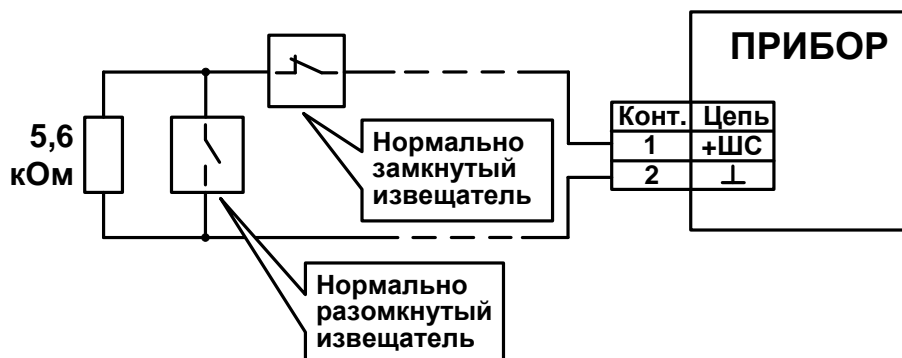 ПРИБОР
Конт. Цепь
1 +ШС
2 ⊥
5,6
кОм
Нормально
замкнутый
извещатель
Нормально
разомкнутый
извещатель